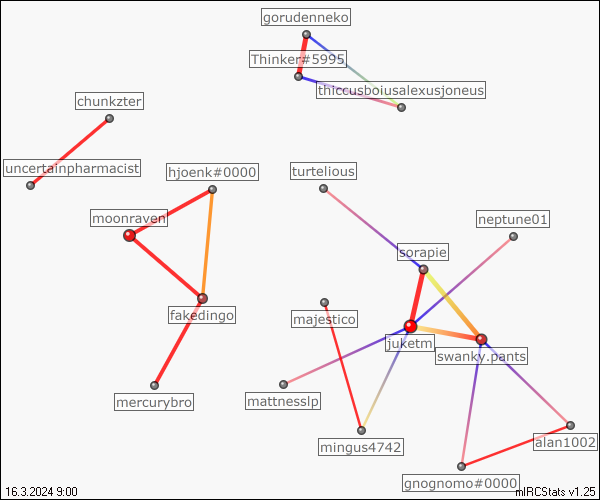 gorudenneko
Thinker#5995
thiccusboiusalexusjoneus
chunkzter
uncertainpharmacist
hjoenk#0000
turtelious
moonraven
neptune01
sorapie
fakedingo
majestico
juketm
swanky.pants
mercurybro
mattnesslp
mingus4742
alan1002
gnognomo#0000
16.3.2024 9:00
mIRCStats v1.25